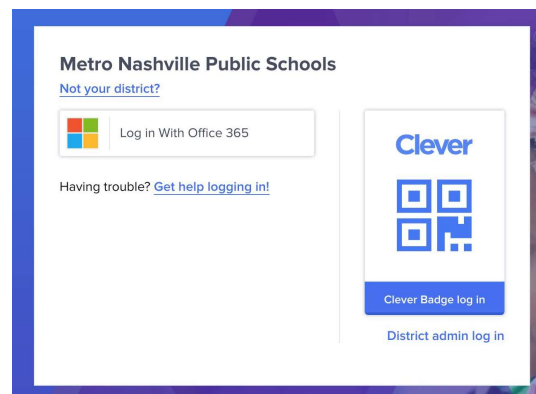 Metro Nashville Public Schools
Not your district?
Log in With Office 365
Having trouble? Get help logging in!
Clever
Clever Badge log in
District admin log in